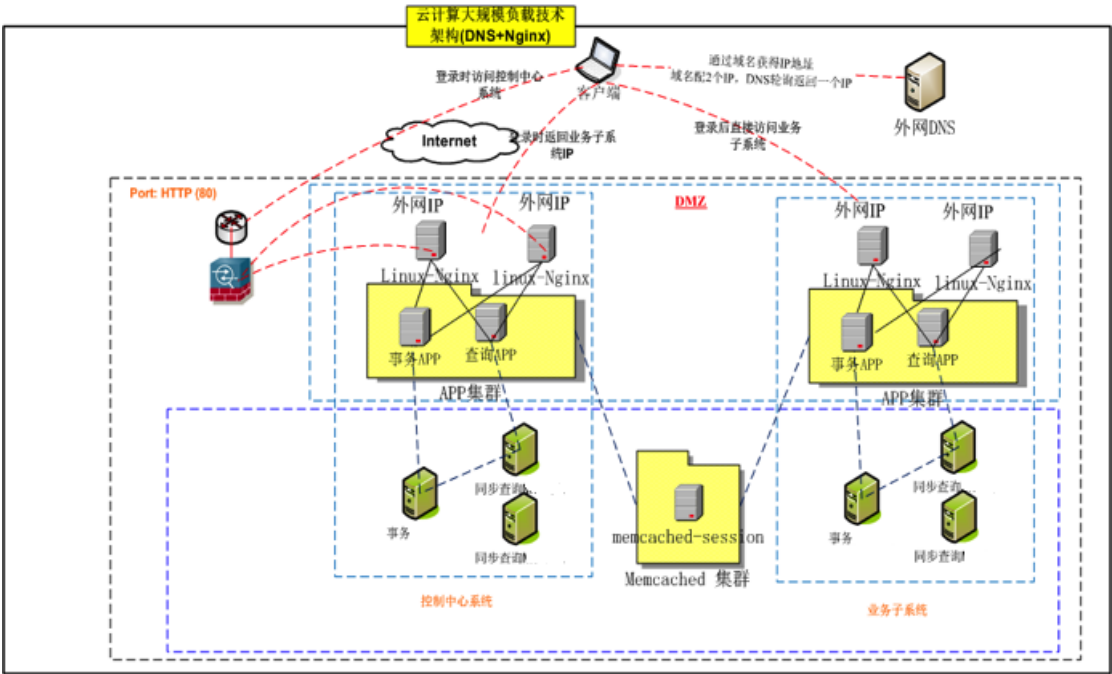 云计算大规模负载技术
架构(DNS+Nginx)
登录时访问控制中心
系统
客户端
通过域名获得IP地址
域名配2个IP，DNS轮询返回一个IP
外网DNS
Internet
登录时返回业务子系
统IP
登录后直接访问业务
子系统
Port: HTTP (80)
外网IP
外网IP
DMZ
外网IP
外网IP
Linux-Nginx
linux-Nginx
Linux-Nginx
linux-Nginx
事务APP
查询APP
事务APP
查询APP
APP集群
APP集群
同步查询
同步查询
事务
memcached-session
事务
同步查询
同步查询
Memcached 集群
控制中心系统
业务子系统